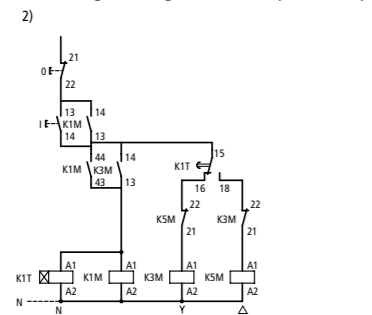 2)
21
0 E
22
13 14
I E K1M
14 13
44 14 15
K1M K3M K1T
43 13 16 18
22 22
K5M K3M
21 21
A1 A1 A1 A1
K1T K1M K3M K5M
A2 A2 A2 A2
N
N Y △